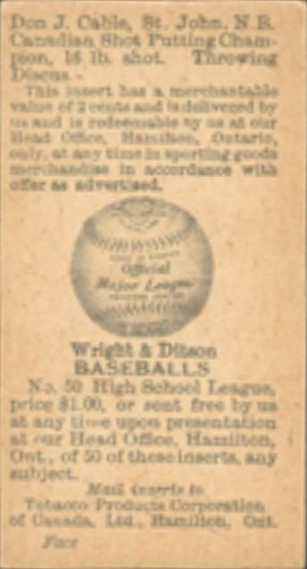 Don J. Cable, St. John. N.B.
Canadian Shot Putting Cham-
pion, 16 lb. shot. Throwing
Discus.
This insert has a merchantable
value of 2 cents and is delivered by
us and is redeemable by us at our
Head Office, Hamilton, Ontario,
only, at any time in sporting goods
merchandise in accordance with
offer as advertised.
Official
Major League
Wright & Ditson
BASEBALLS
No. 50 High School League,
price $1.00, or sent free by us
at any time upon presentation
at our Head Office, Hamilton,
Ont., of 50 of these inserts, any
subject.
Mail inserts to
Tobacco Products Corporation
of Canada, Ltd., Hamilton, Ont.